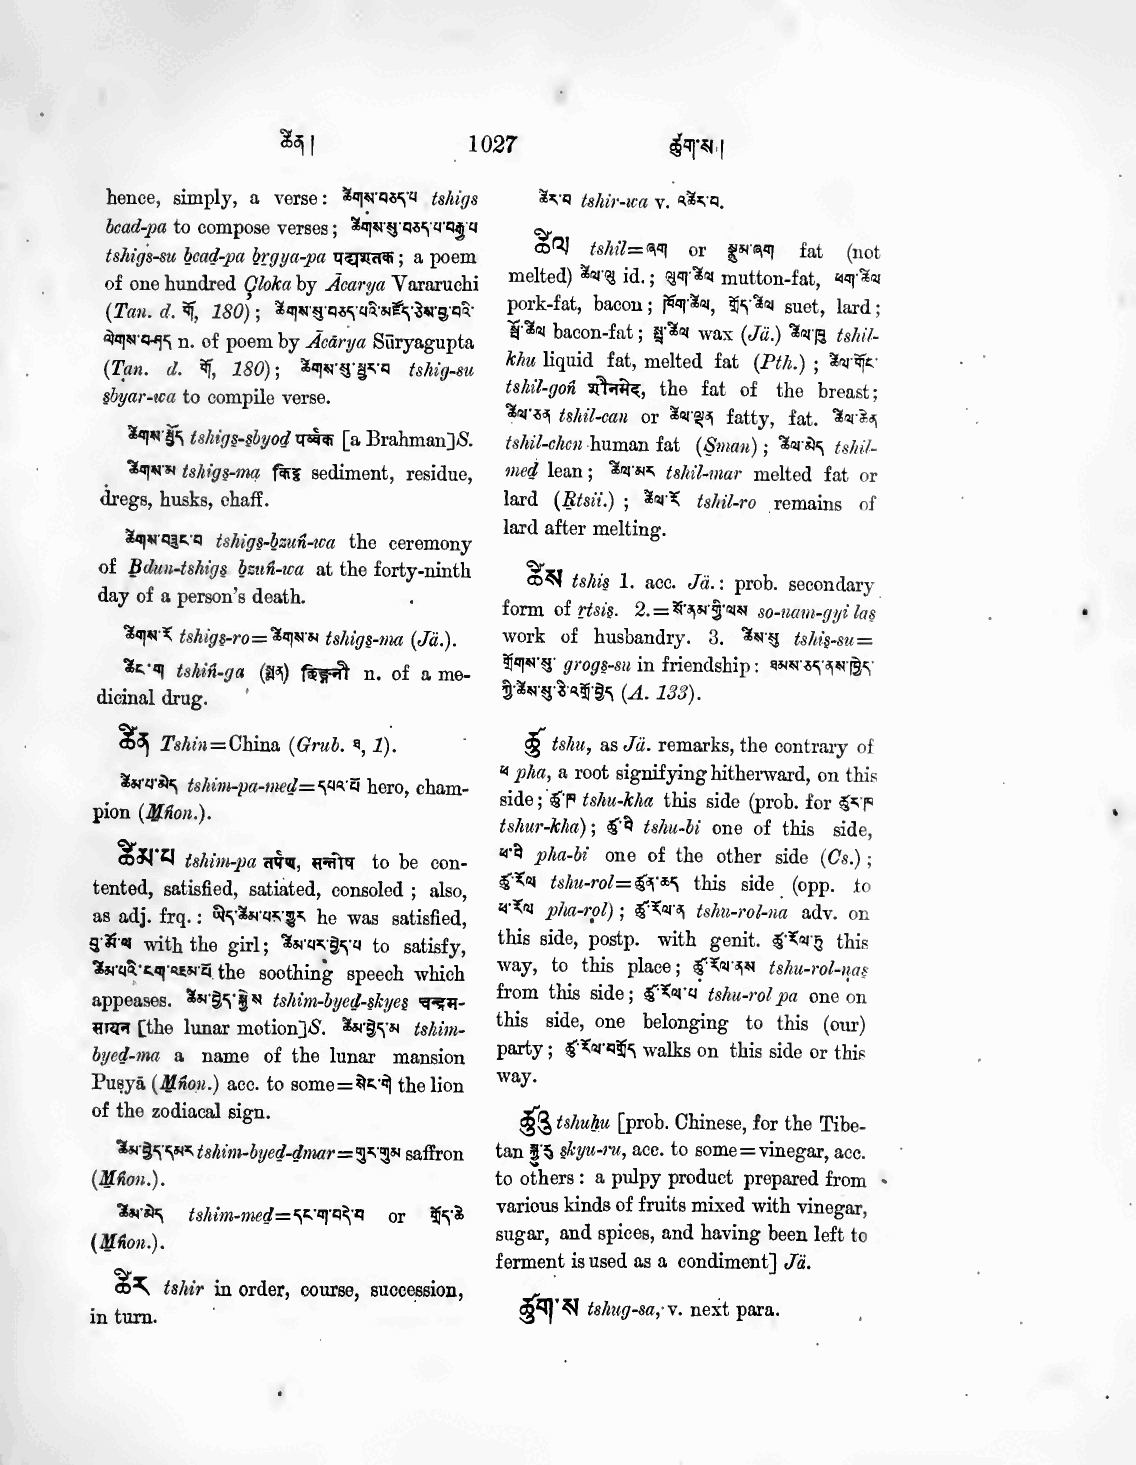 ཚིན། 1027 ཚུག་ས།
hence, simply, a verse: ཚིགས་བཅད་པ tshigs
bcad-pa to compose verses; ཚིགས་སུ་བཅད་པ་བརྒྱ་པ
tshigs-su bcad-pa brgya-pa पद्यशतक; a poem
of one hundred Çloka by Ācarya Vararuchi
(Tan. d. གོ, 180); ཚིགས་སུ་བཅད་པའི་མཛོད་ཅེས་བྱ་བའི་
ལེགས་བཤད n. of poem by Ācārya Sūryagupta
(Tan. d. གོ, 180); ཚིགས་སུ་སྦྱར་བ tshig-su
sbyar-wa to compile verse.
ཚིགས་སྦྱོད tshigs-sbyod [a Brahman]S.
ཚིགས་མ tshigs-ma किट्ट sediment, residue,
dregs, husks, chaff.
ཚིགས་བཟུང་བ tshigs-bzuṅ-wa the ceremony
of Bdun-tshigs bzuṅ-wa at the forty-ninth
day of a person's death.
ཚིགས་རོ tshigs-ro=ཚིགས་མ tshigs-ma (Jä.).
ཚིང་ག tshiṅ-ga (སྨན) n. of a me-
dicinal drug.
ཚིན Tshin=China (Grub. ཐ, 1).
ཚིམ་པ་མེད tshim-pa-med=དཔའ་བོ hero, cham-
pion (Mṅon.).
ཚིམ་པ tshim-pa तर्पण, सन्तोष to be con-
tented, satisfied, satiated, consoled; also,
as adj. frq.: ཡིད་ཚིམ་པར་གྱུར he was satisfied,
བུ་མོ་ལ with the girl; ཚིམ་པར་བྱེད་པ to satisfy,
ཚིམ་པའི་ངག་འཇམ་པོ the soothing speech which
appeases. ཚིམ་བྱེད་སྐྱེས tshim-byed-skyes चन्द्रम-
सायन [the lunar motion]S. ཚིམ་བྱེད་མ tshim-
byed-ma a name of the lunar mansion
Puṣyā (Mṅon.) acc. to some=སེང་གེ the lion
of the zodiacal sign.
ཚིམ་བྱེད་དམར tshim-byed-dmar=གུར་གུམ saffron
(Mṅon.).
ཚིམ་མེད tshim-med=དང་ག་བདེ་བ or སྲོད་ཚེ
(Mṅon.).
ཚིར tshir in order, course, succession,
in turn.
ཚིར་བ tshir-wa v. འཚིར་བ.
ཚིལ tshil=ཞག or སྣུམ་ཞག fat (not
melted) ཚིལ་ལུ id.; ལུག་ཚིལ mutton-fat, ཕག་ཚིལ
pork-fat, bacon; ཁོག་ཚིལ, གྲོད་ཚིལ suet, lard;
སྤོ་ཚིལ bacon-fat; སྤྲ་ཚིལ wax (Jä.) ཚིལ་ཁུ tshil-
khu liquid fat, melted fat (Pth.); ཚིལ་གོང་
tshil-goṅ the fat of the breast;
ཚིལ་ཅན tshil-can or ཚིལ་ལྡན fatty, fat. ཚིལ་ཆེན
tshil-chen human fat (Sman); ཚིལ་མེད tshil-
med lean; ཚིལ་མར tshil-mar melted fat or
lard (Rtsii.); ཚིལ་རོ tshil-ro remains of
lard after melting.
ཚིས tshis 1. acc. Jä.: prob. secondary
form of rtsis. 2.=སོ་ནམ་གྱི་ལས so-nam-gyi las
work of husbandry. 3. ཚིས་སུ tshis-su=
གྲོགས་སུ་ grogs-su in friendship: ཐམས་ཅད་ནས་ཁྱེད་
ཀྱི་ཚིས་སུ་ཅི་འགྲོ་བྱེད (A. 133).
ཚུ tshu, as Jä. remarks, the contrary of
ཕ pha, a root signifying hitherward, on this
side; ཚུ་ཁ tshu-kha this side (prob. for ཚུར་ཁ
tshur-kha); ཚུ་བི tshu-bi one of this side,
ཕ་བི pha-bi one of the other side (Cs.);
ཚུ་རོལ tshu-rol=ཚུན་ཆད this side (opp. to
ཕ་རོལ pha-rol); ཚུ་རོལ་ན tshu-rol-na adv. on
this side, postp. with genit. ཚུ་རོལ་ཏུ this
way, to this place; ཚུ་རོལ་ནས tshu-rol-nas
from this side; ཚུ་རོལ་པ tshu-rol pa one on
this side, one belonging to this (our)
party; ཚུ་རོལ་བགྲོད walks on this side or this
way.
ཚུའུ tshuhu [prob. Chinese, for the Tibe-
tan སྐྱུ་རུ skyu-ru, acc. to some=vinegar, acc.
to others: a pulpy product prepared from
various kinds of fruits mixed with vinegar,
sugar, and spices, and having been left to
ferment is used as a condiment] Jä.
ཚུག་ས tshug-sa, v. next para.